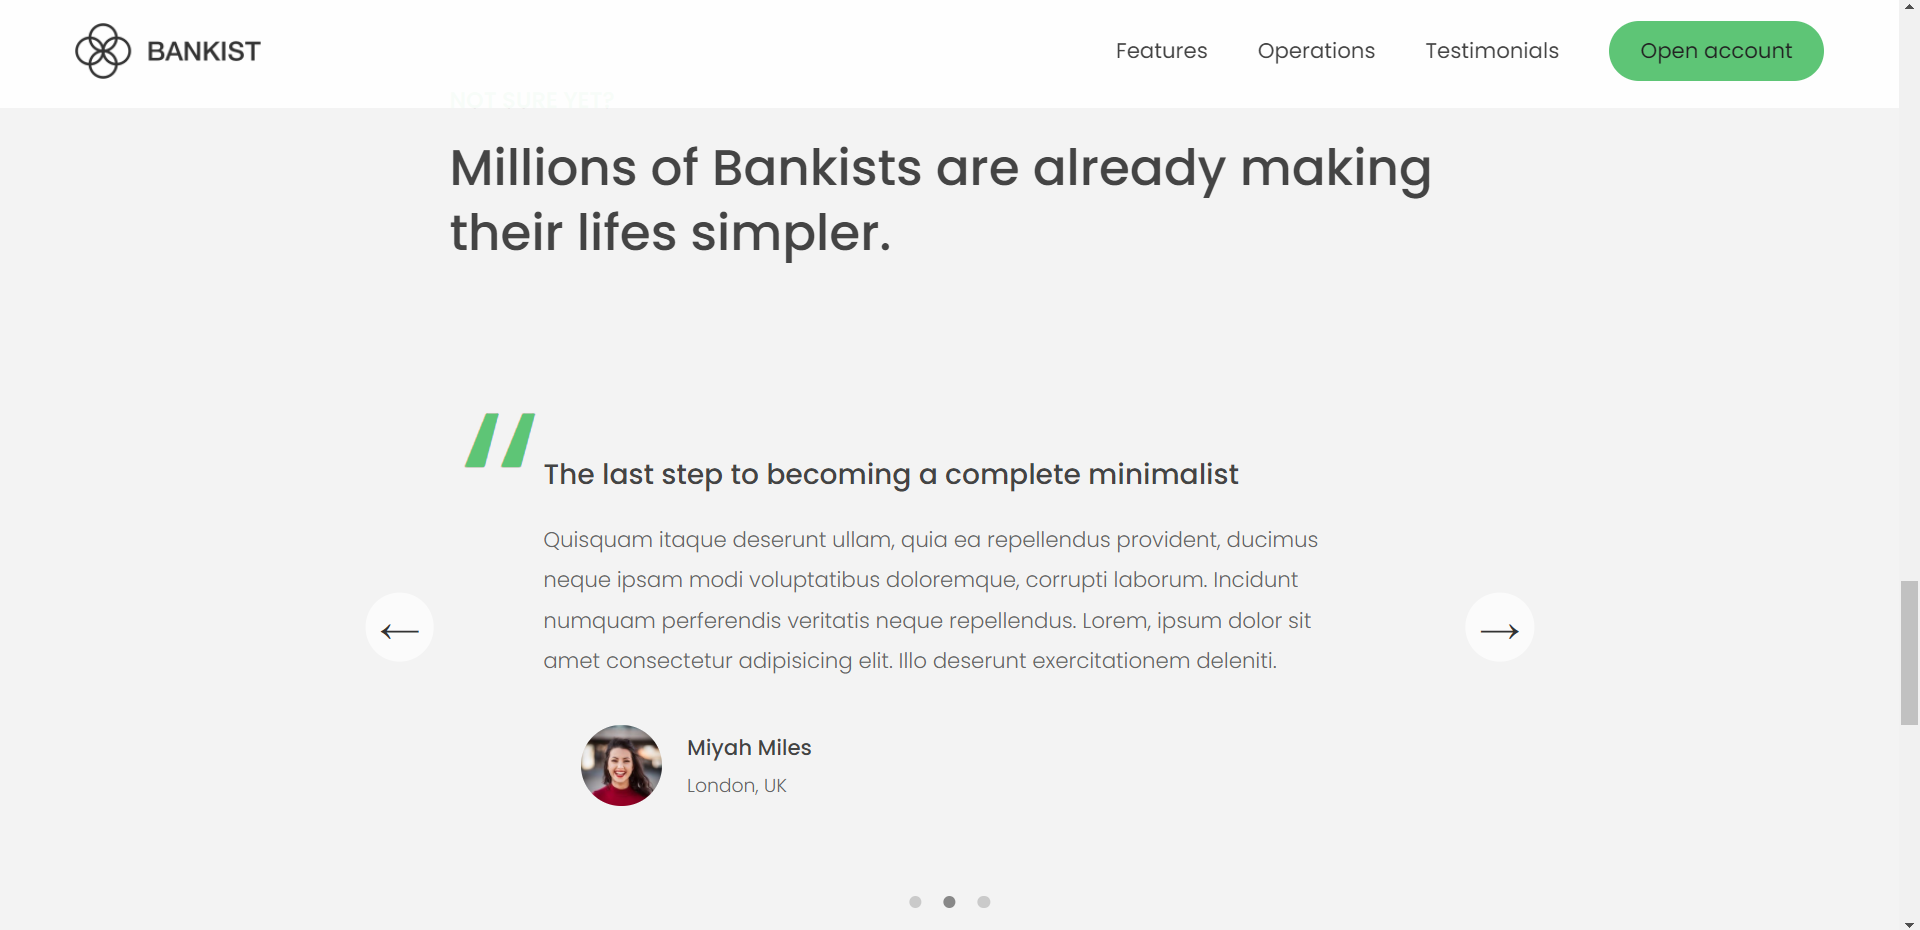 BANKIST
Features
Operations
Testimonials
Open account
NOT SURE YET?
Millions of Bankists are already making
their lifes simpler.
“
The last step to becoming a complete minimalist
Quisquam itaque deserunt ullam, quia ea repellendus provident, ducimus
neque ipsam modi voluptatibus doloremque, corrupti laborum. Incidunt
numquam perferendis veritatis neque repellendus. Lorem, ipsum dolor sit
amet consectetur adipisicing elit. Illo deserunt exercitationem deleniti.
←
→
Miyah Miles
London, UK